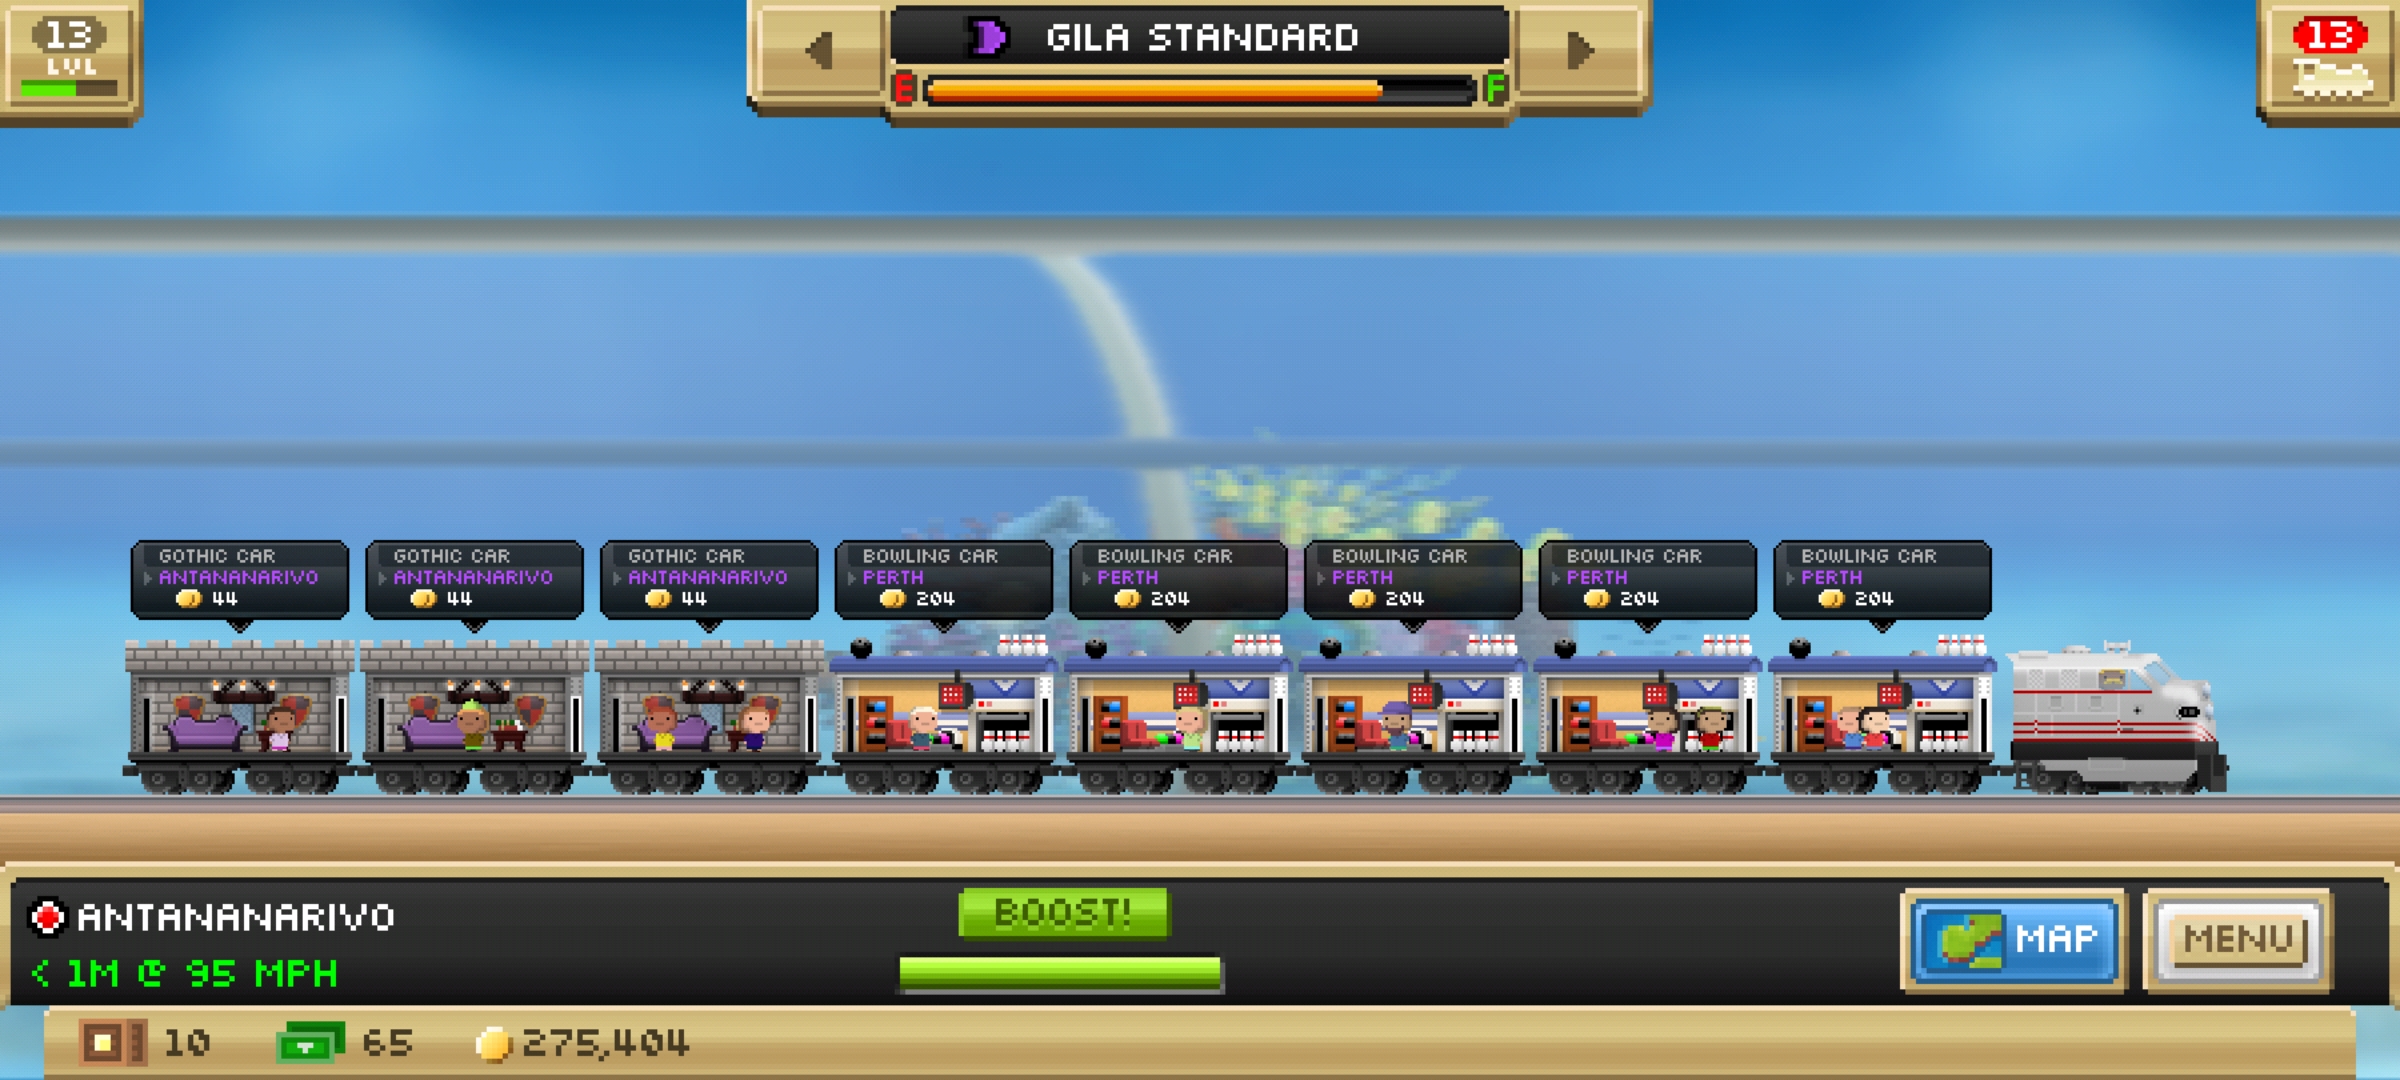 13
LVL
GILA STANDARD
E
F
13
GOTHIC CAR
ANTANANARIVO
44
GOTHIC CAR
ANTANANARIVO
44
GOTHIC CAR
ANTANANARIVO
44
BOWLING CAR
PERTH
204
BOWLING CAR
PERTH
204
BOWLING CAR
PERTH
204
BOWLING CAR
PERTH
204
BOWLING CAR
PERTH
204
ANTANANARIVO
< 1M @ 95 MPH
BOOST!
MAP
MENU
10
65
275,404